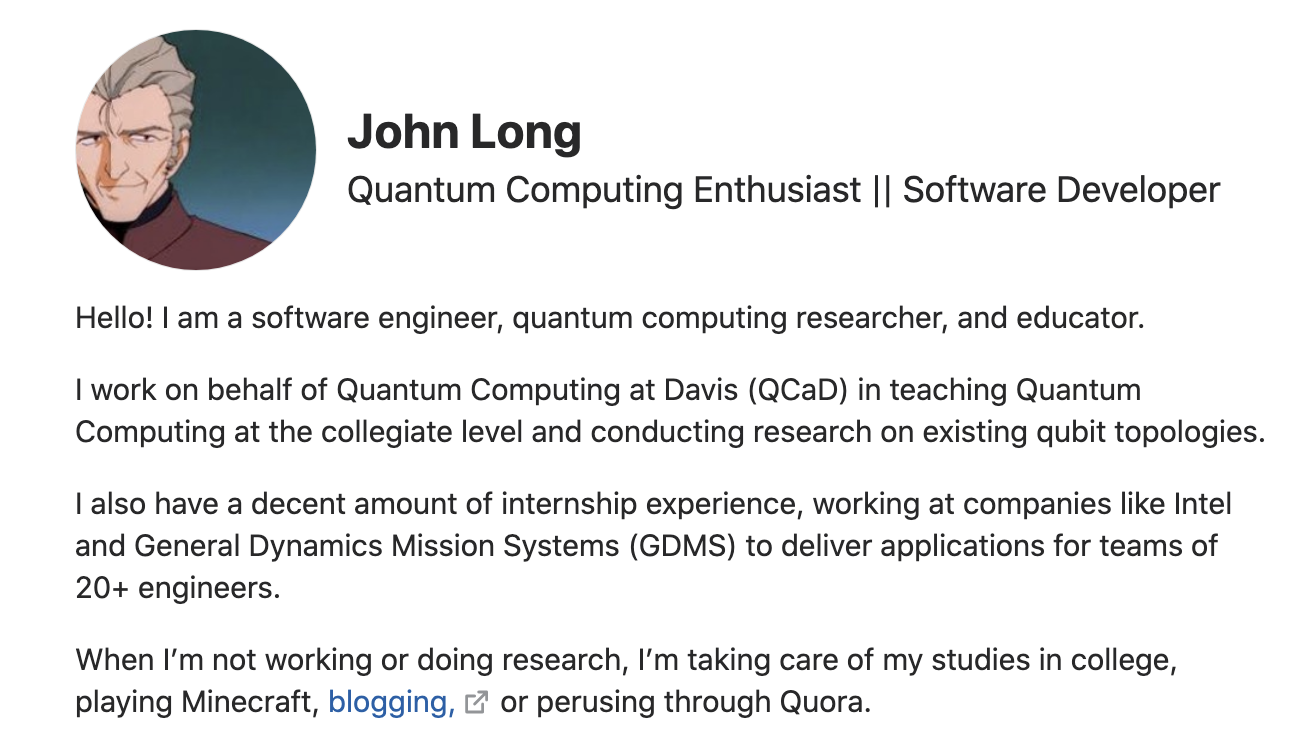 John Long
Quantum Computing Enthusiast || Software Developer
Hello! I am a software engineer, quantum computing researcher, and educator.
I work on behalf of Quantum Computing at Davis (QCaD) in teaching Quantum
Computing at the collegiate level and conducting research on existing qubit topologies.
I also have a decent amount of internship experience, working at companies like Intel
and General Dynamics Mission Systems (GDMS) to deliver applications for teams of
20+ engineers.
When I’m not working or doing research, I’m taking care of my studies in college,
playing Minecraft, blogging, or perusing through Quora.